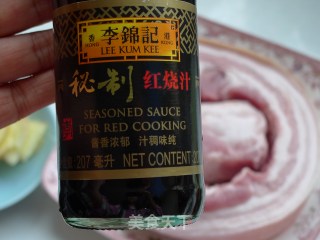 李錦記
LEE KUM KEE
秘制 红烧汁
SEASONED SAUCE
FOR RED COOKING
酱香浓郁 汁稠味纯
207 毫升 NET CONTENT
美食天下